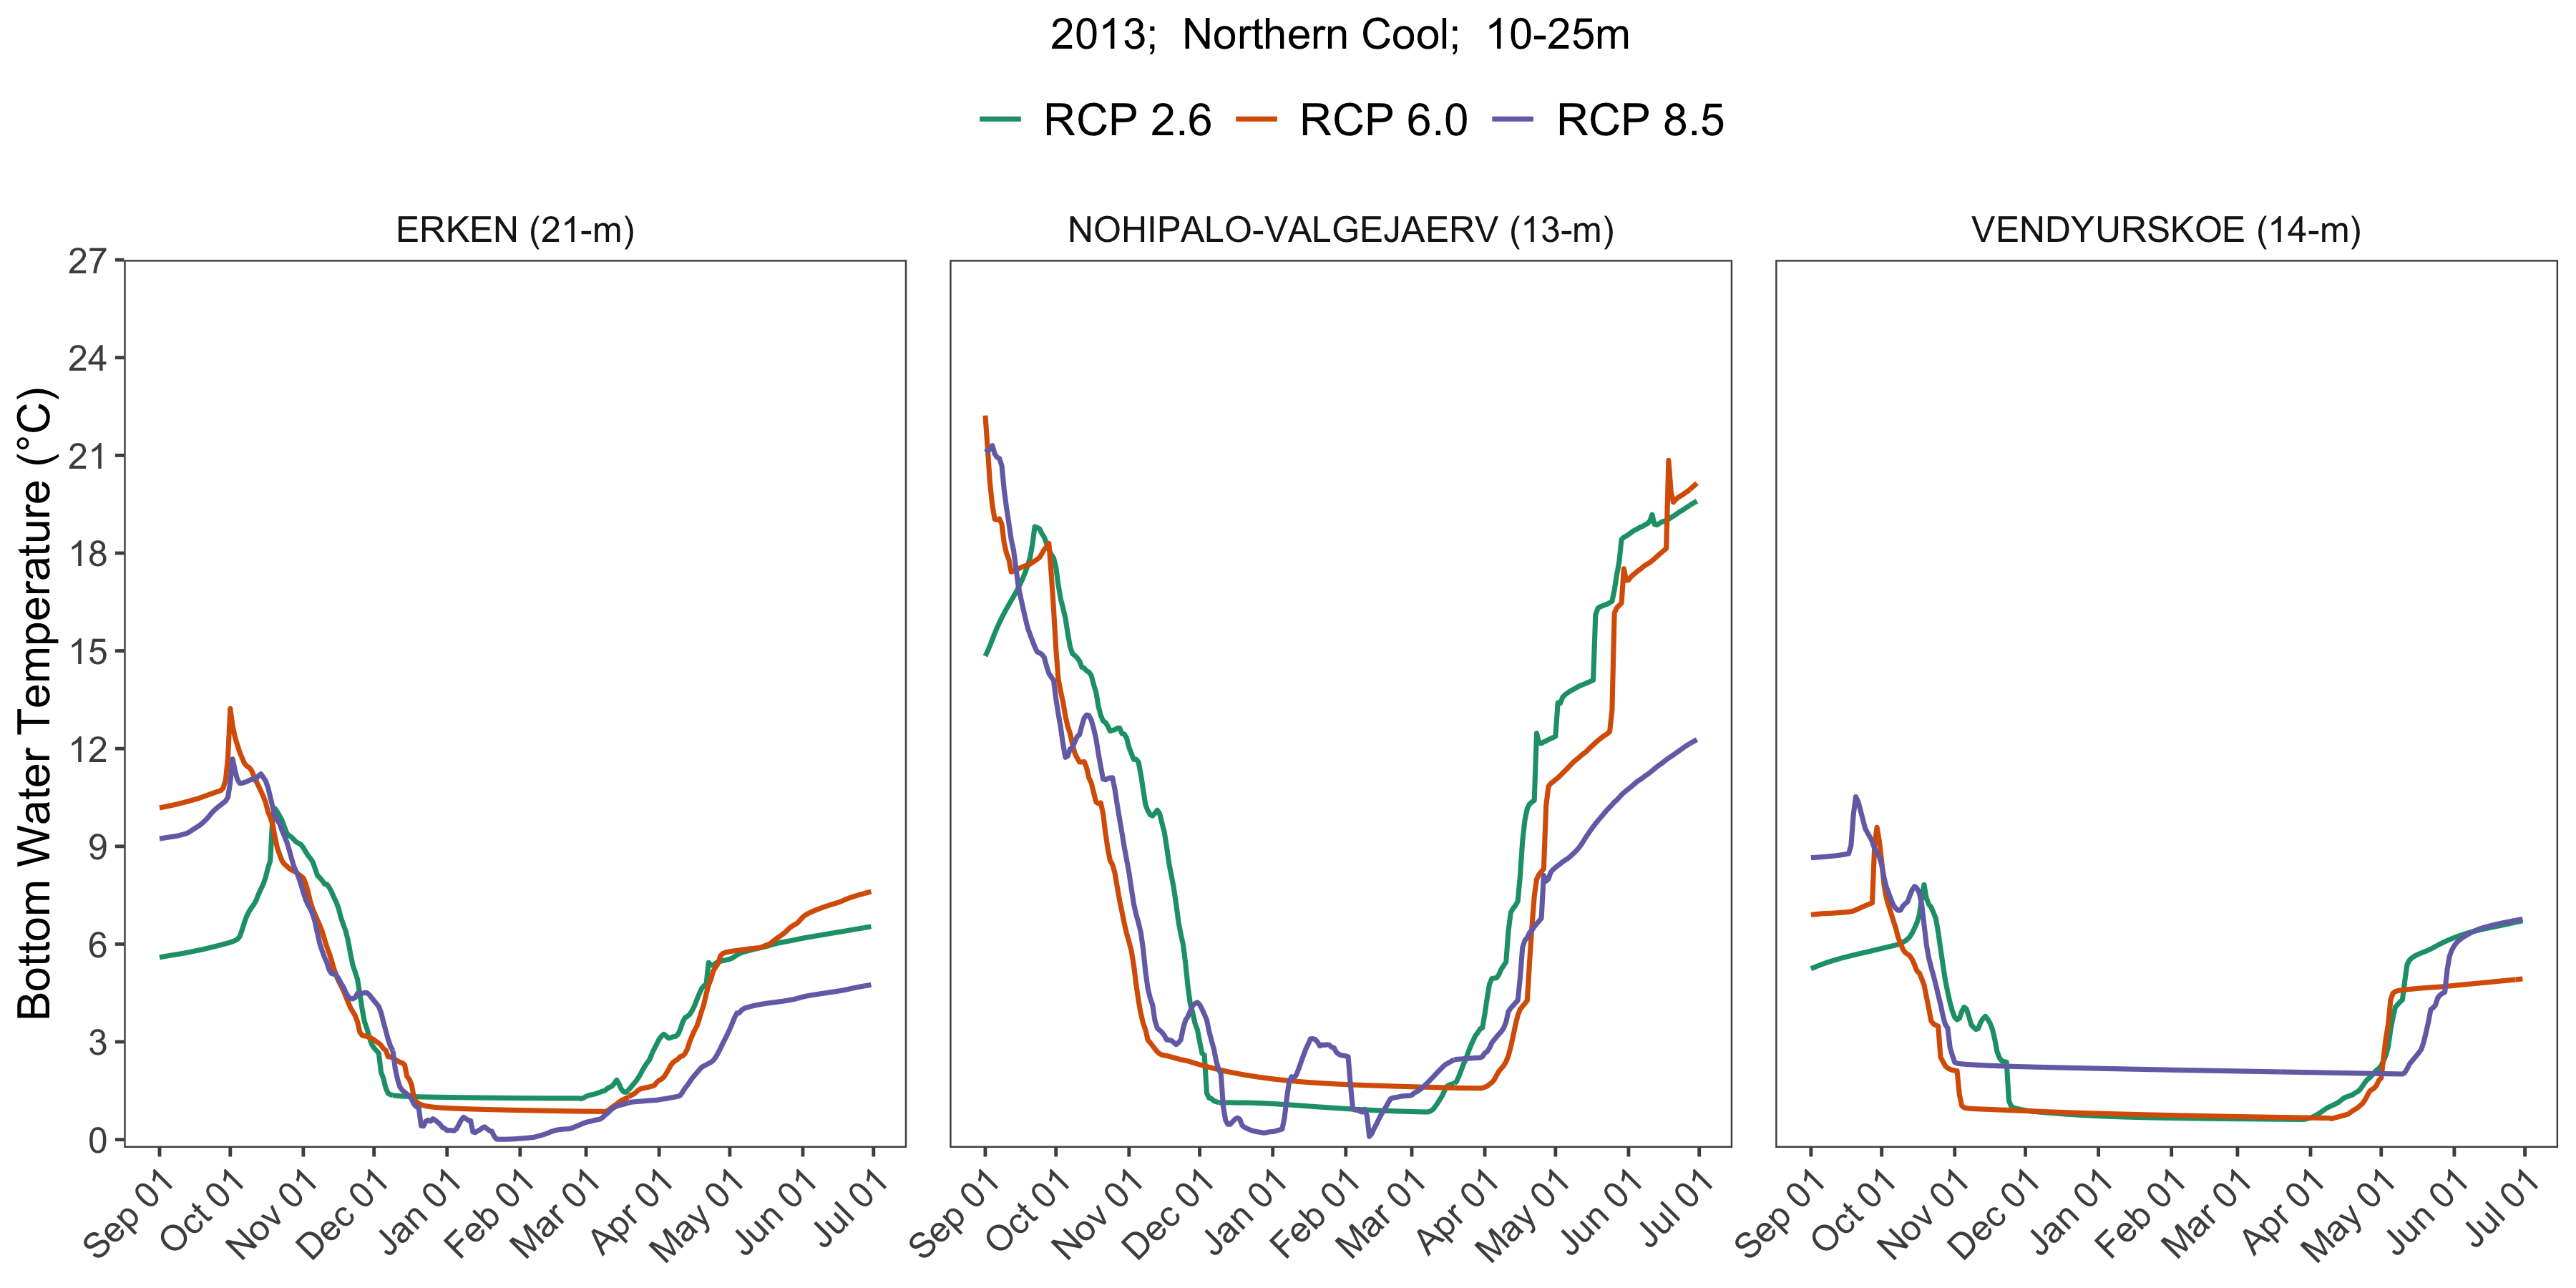 2013;  Northern Cool;  10-25m
RCP 2.6 RCP 6.0 RCP 8.5
ERKEN (21-m) NOHIPALO-VALGEJAERV (13-m) VENDYURSKOE (14-m)
Bottom Water Temperature (°C)
27
24
21
18
15
12
9
6
3
0
Sep 01 Oct 01 Nov 01 Dec 01 Jan 01 Feb 01 Mar 01 Apr 01 May 01 Jun 01 Jul 01 Sep 01 Oct 01 Nov 01 Dec 01 Jan 01 Feb 01 Mar 01 Apr 01 May 01 Jun 01 Jul 01 Sep 01 Oct 01 Nov 01 Dec 01 Jan 01 Feb 01 Mar 01 Apr 01 May 01 Jun 01 Jul 01